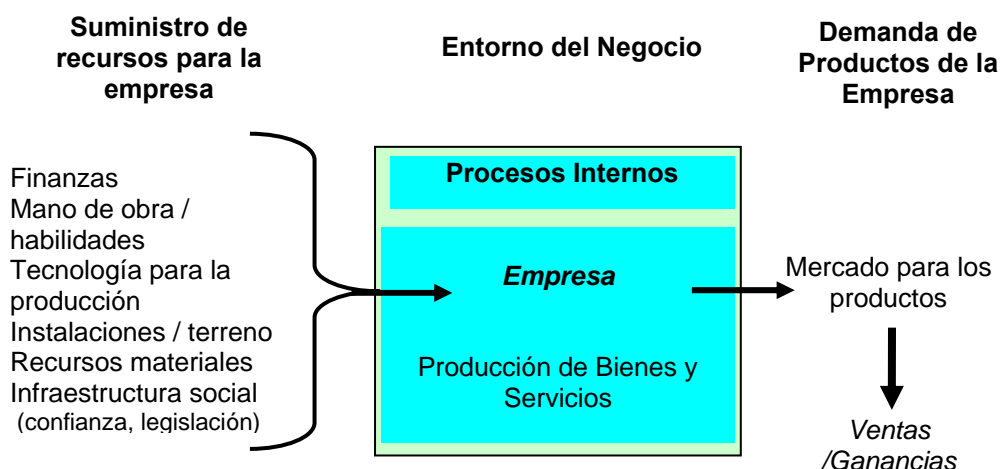 Suministro de
recursos para la
empresa
Entorno del Negocio
Demanda de
Productos de la
Empresa
Finanzas
Mano de obra /
habilidades
Tecnología para la
producción
Instalaciones / terreno
Recursos materiales
Infraestructura social
(confianza, legislación)
Procesos Internos
Empresa
Producción de Bienes y
Servicios
Mercado para los
productos
Ventas
/Ganancias